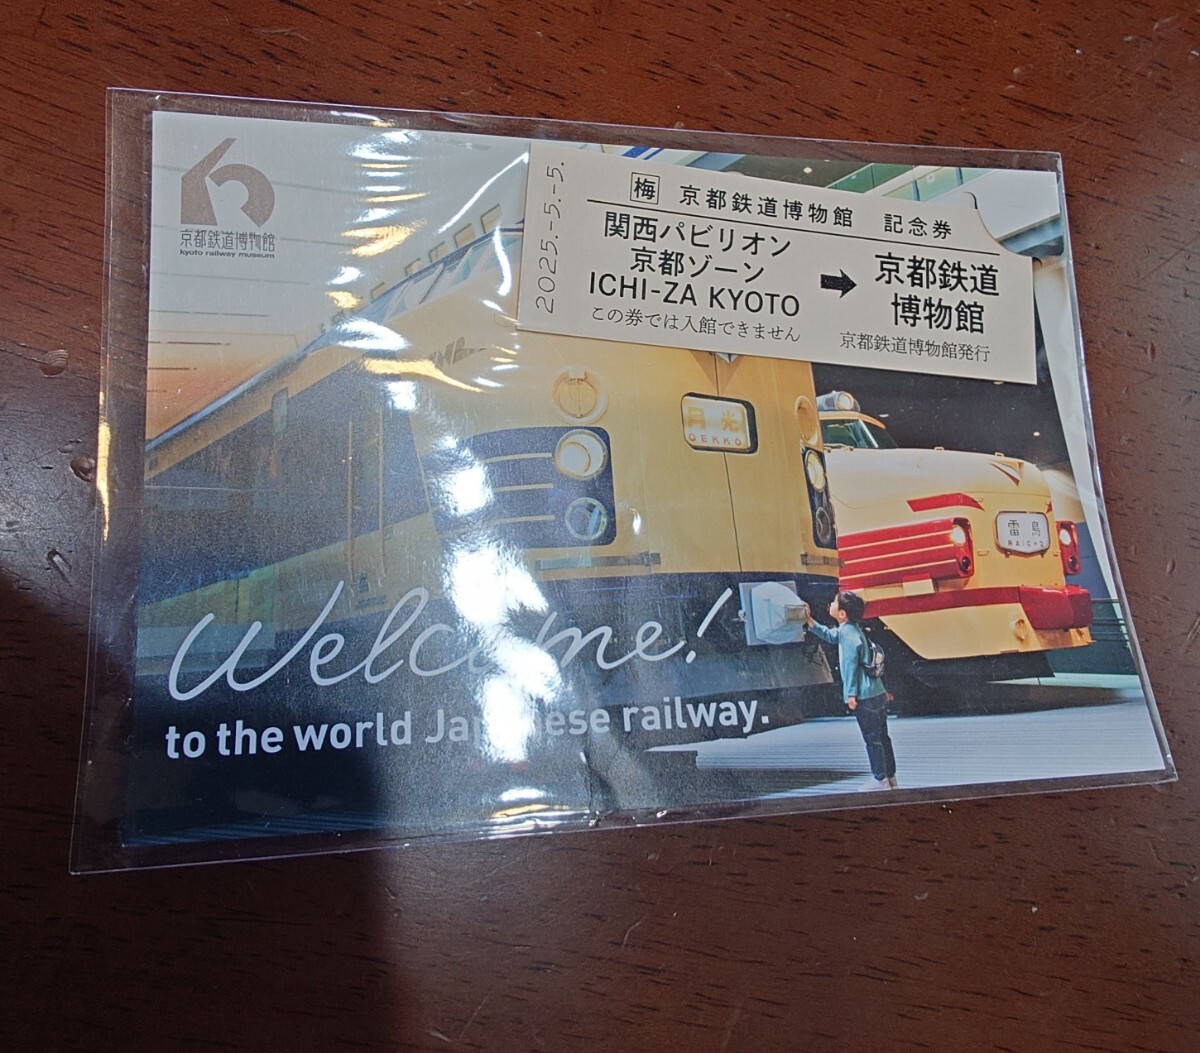 京都鉄道博物館
kyoto railway museum
2025.-5.-5.
梅 京都鉄道博物館 記念券
関西パビリオン
京都ゾーン
ICHI-ZA KYOTO
➡
京都鉄道
博物館
この券では入館できません
京都鉄道博物館発行
月光
GEKKO
雷鳥
RAICHO
Welcome!
to the world Japanese railway.